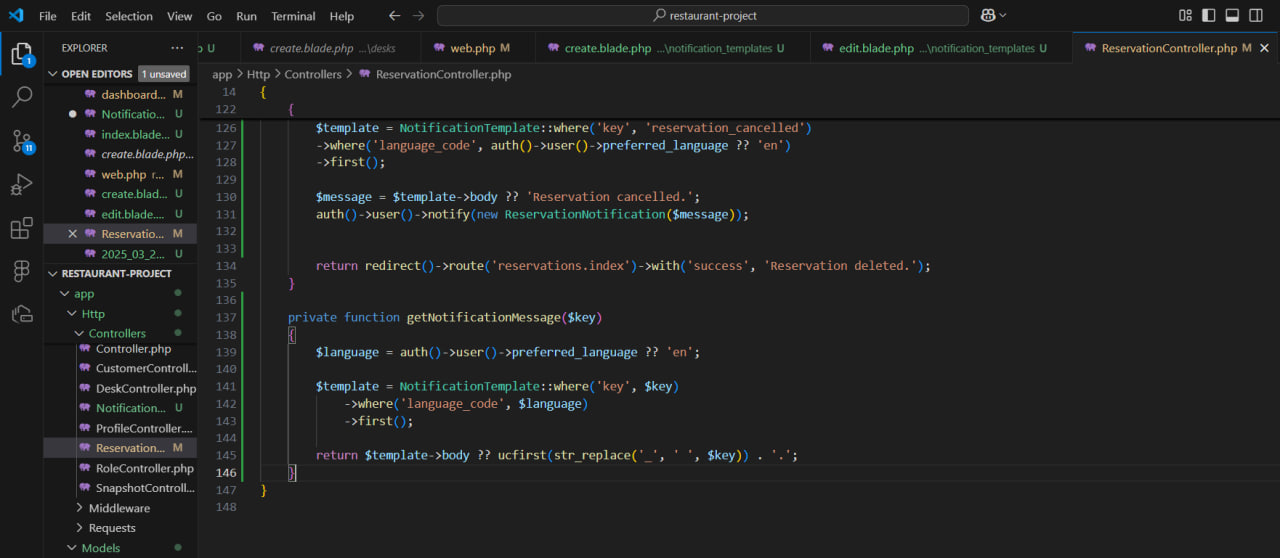 File Edit Selection View Go Run Terminal Help restaurant-project
EXPLORER
OPEN EDITORS 1 unsaved
dashboard... M
Notificatio... U
index.blade... U
create.blade.php...
web.php r... M
create.blad... U
edit.blade.... U
Reservatio... M
2025_03_2... U
RESTAURANT-PROJECT
app
Http
Controllers
Controller.php
CustomerControll...
DeskController.php
Notification... U
ProfileController....
Reservation... M
RoleController.php
SnapshotControll...
Middleware
Requests
Models
1
11
p U create.blade.php ...\desks web.php M create.blade.php ...\notification_templates U edit.blade.php ...\notification_templates U ReservationController.php M
app > Http > Controllers > ReservationController.php
14 {
122 {
126 $template = NotificationTemplate::where('key', 'reservation_cancelled')
127 ->where('language_code', auth()->user()->preferred_language ?? 'en')
128 ->first();
129
130 $message = $template->body ?? 'Reservation cancelled.';
131 auth()->user()->notify(new ReservationNotification($message));
132
133
134 return redirect()->route('reservations.index')->with('success', 'Reservation deleted.');
135 }
136
137 private function getNotificationMessage($key)
138 {
139 $language = auth()->user()->preferred_language ?? 'en';
140
141 $template = NotificationTemplate::where('key', $key)
142 ->where('language_code', $language)
143 ->first();
144
145 return $template->body ?? ucfirst(str_replace('_', ' ', $key)) . '.';
146 }
147 }
148